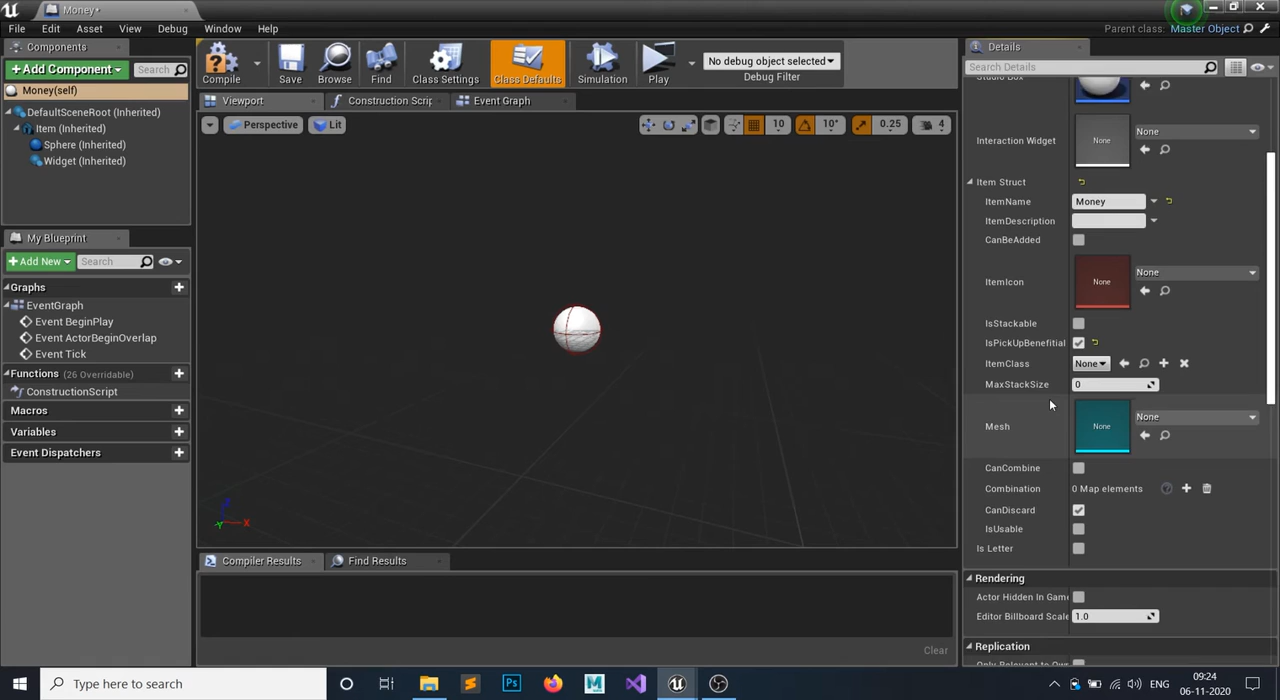 Money*
File
Edit
Asset
View
Debug
Window
Help
Parent class: Master Object
Components
+Add Component
Search
Money(self)
DefaultSceneRoot (Inherited)
Item (Inherited)
Sphere (Inherited)
Widget (Inherited)
Compile
Save
Browse
Find
Class Settings
Class Defaults
Simulation
Play
No debug object selected
Debug Filter
Viewport
Construction Scrip
Event Graph
Perspective
Lit
10
10°
0.25
4
X
Y
My Blueprint
+Add New
Search
Graphs
EventGraph
Event BeginPlay
Event ActorBeginOverlap
Event Tick
Functions (26 Overridable)
ConstructionScript
Macros
Variables
Event Dispatchers
Compiler Results
Find Results
Clear
Details
Search Details
Interaction Widget
None
None
Item Struct
ItemName
Money
ItemDescription
CanBeAdded
ItemIcon
None
None
IsStackable
IsPickUpBenefitial
ItemClass
None
MaxStackSize
0
Mesh
None
None
CanCombine
Combination
0 Map elements
CanDiscard
IsUsable
Is Letter
Rendering
Actor Hidden In Game
Editor Billboard Scale
1.0
Replication
Type here to search
ENG
09:24
06-11-2020